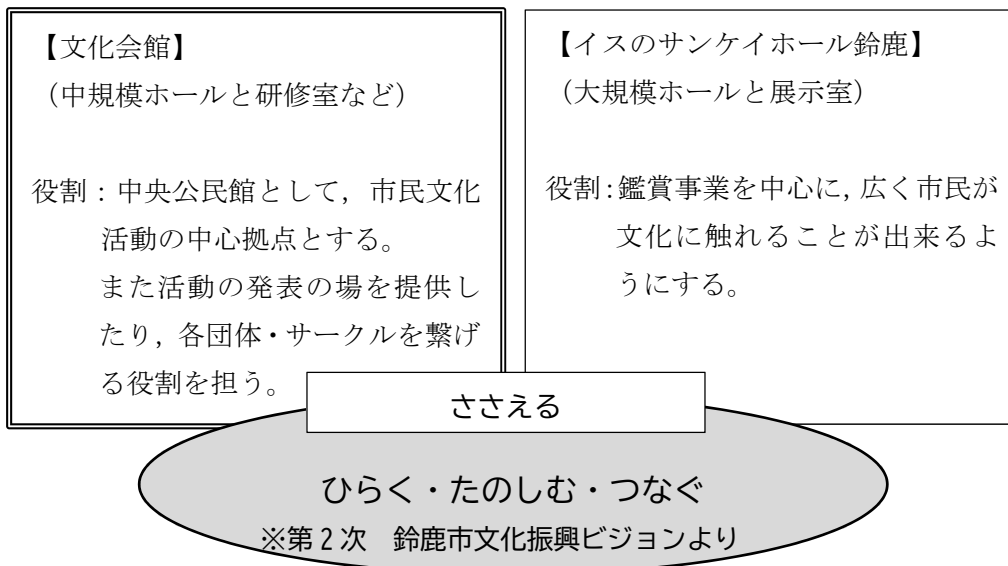 【文化会館】
（中規模ホールと研修室など）
役割：中央公民館として，市民文化
活動の中心拠点とする。
また活動の発表の場を提供し
たり，各団体・サークルを繋げ
る役割を担う。
【イスのサンケイホール鈴鹿】
（大規模ホールと展示室）
役割：鑑賞事業を中心に，広く市民が
文化に触れることが出来るよ
うにする。
ささえる
ひらく・たのしむ・つなぐ
※第２次　鈴鹿市文化振興ビジョンより